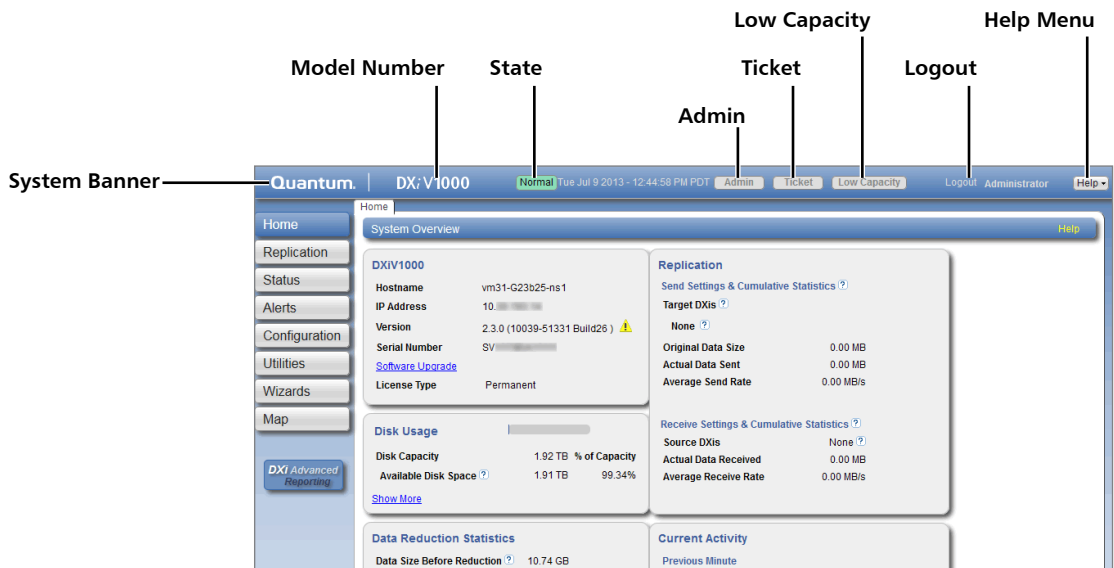 Low Capacity
Help Menu
Model Number
State
Ticket
Logout
Admin
System Banner
Quantum. DXi V1000 Normal Tue Jul 9 2013 - 12:44:58 PM PDT Admin Ticket Low Capacity Logout Administrator Help
Home
Home
Replication
Status
Alerts
Configuration
Utilities
Wizards
Map
DXi Advanced
Reporting
System Overview Help
DXiV1000
Hostname vm31-G23b25-ns1
IP Address 10.
Version 2.3.0 (10039-51331 Build26 )
Serial Number SV
Software Upgrade
License Type Permanent
Disk Usage
Disk Capacity 1.92 TB % of Capacity
Available Disk Space ? 1.91 TB 99.34%
Show More
Data Reduction Statistics
Data Size Before Reduction ? 10.74 GB
Replication
Send Settings & Cumulative Statistics ?
Target DXis ?
None ?
Original Data Size 0.00 MB
Actual Data Sent 0.00 MB
Average Send Rate 0.00 MB/s
Receive Settings & Cumulative Statistics ?
Source DXis None ?
Actual Data Received 0.00 MB
Average Receive Rate 0.00 MB/s
Current Activity
Previous Minute